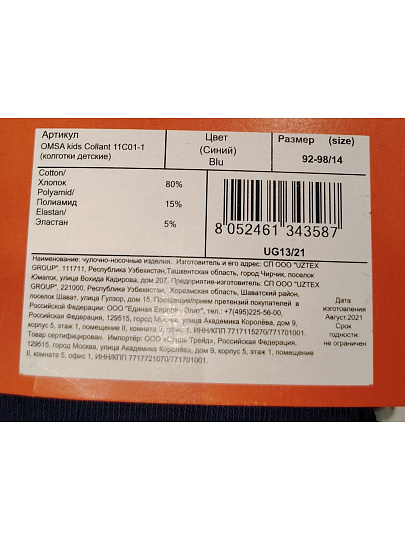 Артикул
OMSA kids Collant 11C01-1
(колготки детские)
Цвет
(Синий)
Blu
Размер (size)
92-98/14
Cotton/
Хлопок 80%
Polyamid/
Полиамид 15%
Elastan/
Эластан 5%
8 052461 343587
UG13/21
Наименование: чулочно-носочные изделия. Изготовитель и его адрес: СП ООО "UZTEX
GROUP", 111711, Республика Узбекистан,Ташкентская область, город Чирчик, поселок
Юмалок, улица Вохида Кадирова, дом 207. Предприятие-изготовитель: СП ООО "UZTEX
GROUP", 221000, Республика Узбекистан, Хорезмская область, Шаватский район,
поселок Шават, улица Гулзор, дом 15. Поставщик/прием претензий покупателей в
Российской Федерации: ООО "Единая Европа-Элит", тел.: +7(495)225-56-00,
Российская Федерация, 129515, город Москва, улица Академика Королёва, дом 9,
корпус 5, этаж 1, помещение II, комната 9, офис 1, ИНН/КПП 7717115270/771701001.
Товар сертифицирован. Импортёр: ООО «Стиль Трейд», Российская Федерация,
129515, город Москва, улица Академика Королёва, дом 9, корпус 5, этаж 1, помещение
II, комната 5, офис 1, ИНН/КПП 7717721070/771701001.
Дата
изготовления
Август.2021
Срок
годности:
не ограничен